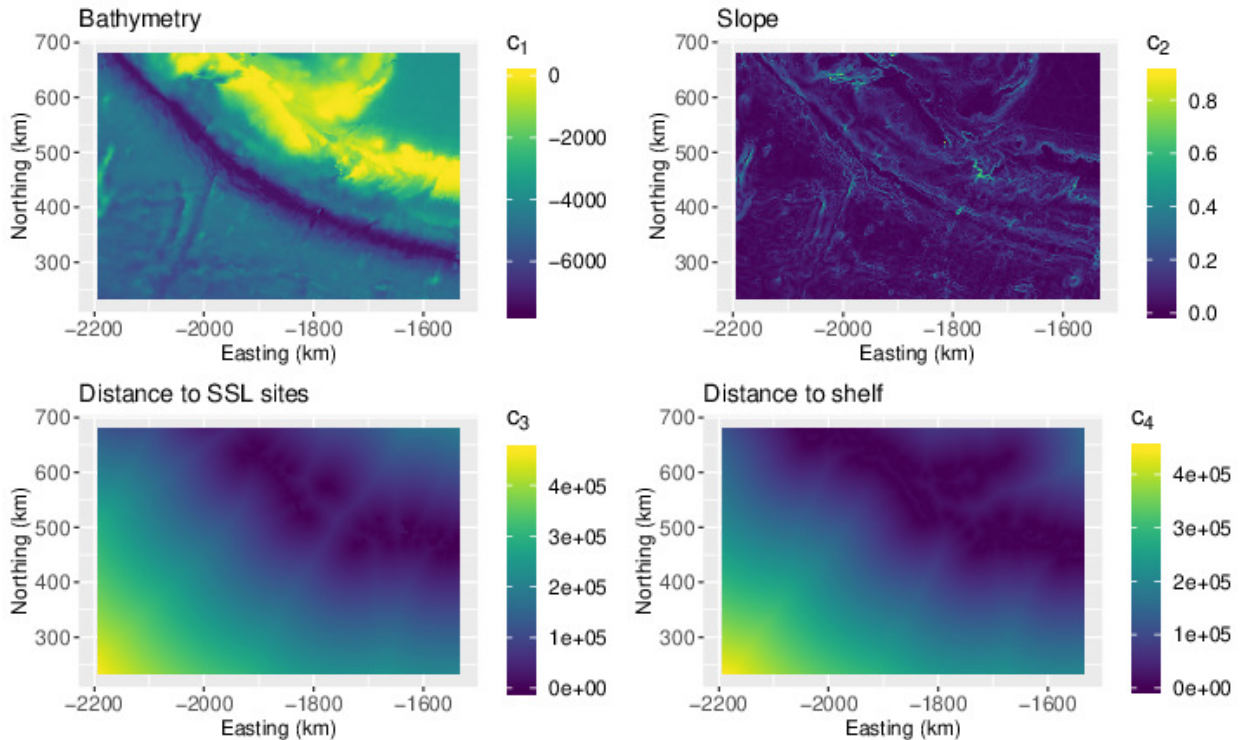 Bathymetry
c1
700
600
500
400
300
Northing (km)
0
−2000
−4000
−6000
−2200
−2000
−1800
−1600
Easting (km)
Slope
c2
700
600
500
400
300
Northing (km)
0.8
0.6
0.4
0.2
0.0
−2200
−2000
−1800
−1600
Easting (km)
Distance to SSL sites
c3
700
600
500
400
300
Northing (km)
4e+05
3e+05
2e+05
1e+05
0e+00
−2200
−2000
−1800
−1600
Easting (km)
Distance to shelf
c4
700
600
500
400
300
Northing (km)
4e+05
3e+05
2e+05
1e+05
0e+00
−2200
−2000
−1800
−1600
Easting (km)